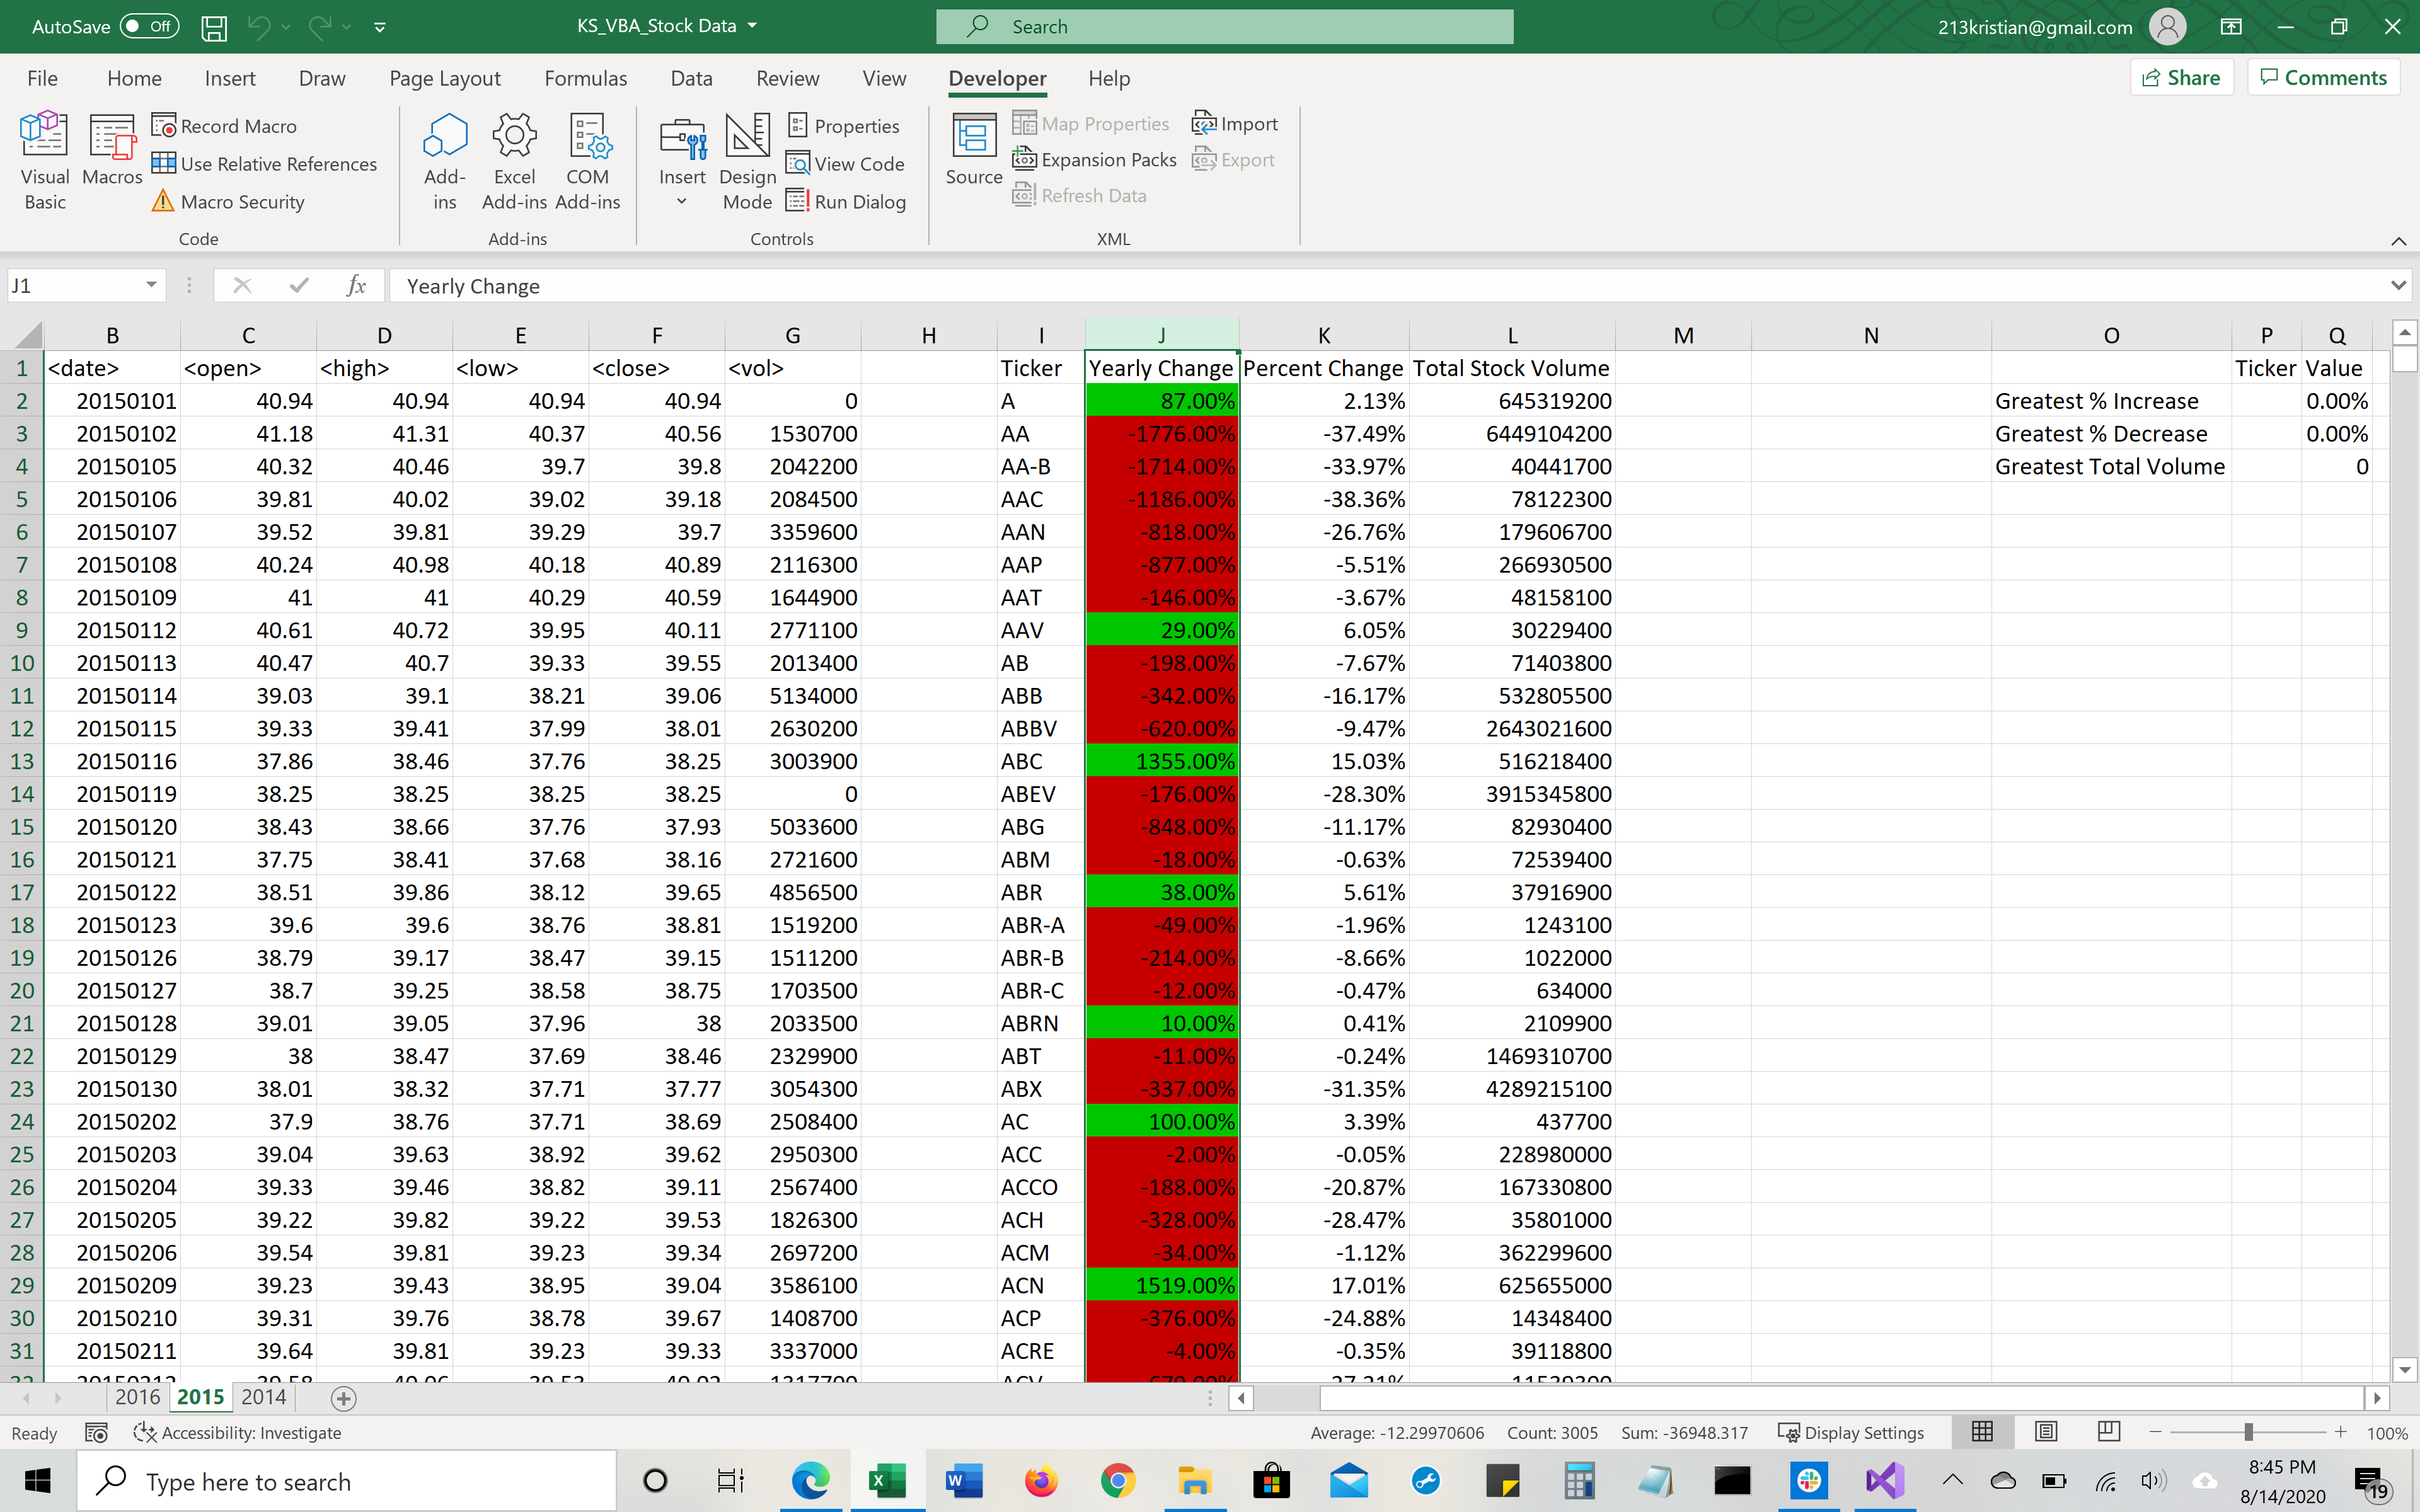 AutoSave Off KS_VBA_Stock Data Search 213kristian@gmail.com
File Home Insert Draw Page Layout Formulas Data Review View Developer Help Share Comments
Visual Basic Macros Record Macro Use Relative References Macro Security Add-ins Excel Add-ins COM Add-ins Insert Design Mode Properties View Code Run Dialog Source Map Properties Expansion Packs Refresh Data Import Export
Code Add-ins Controls XML
J1 fx Yearly Change
B C D E F G H I J K L M N O P Q
1 <date> <open> <high> <low> <close> <vol> Ticker Yearly Change Percent Change Total Stock Volume Ticker Value
2 20150101 40.94 40.94 40.94 40.94 0 A 87.00% 2.13% 645319200 Greatest % Increase 0.00%
3 20150102 41.18 41.31 40.37 40.56 1530700 AA -1776.00% -37.49% 6449104200 Greatest % Decrease 0.00%
4 20150105 40.32 40.46 39.7 39.8 2042200 AA-B -1714.00% -33.97% 40441700 Greatest Total Volume 0
5 20150106 39.81 40.02 39.02 39.18 2084500 AAC -1186.00% -38.36% 78122300
6 20150107 39.52 39.81 39.29 39.7 3359600 AAN -818.00% -26.76% 179606700
7 20150108 40.24 40.98 40.18 40.89 2116300 AAP -877.00% -5.51% 266930500
8 20150109 41 41 40.29 40.59 1644900 AAT -146.00% -3.67% 48158100
9 20150112 40.61 40.72 39.95 40.11 2771100 AAV 29.00% 6.05% 30229400
10 20150113 40.47 40.7 39.33 39.55 2013400 AB -198.00% -7.67% 71403800
11 20150114 39.03 39.1 38.21 39.06 5134000 ABB -342.00% -16.17% 532805500
12 20150115 39.33 39.41 37.99 38.01 2630200 ABBV -620.00% -9.47% 2643021600
13 20150116 37.86 38.46 37.76 38.25 3003900 ABC 1355.00% 15.03% 516218400
14 20150119 38.25 38.25 38.25 38.25 0 ABEV -176.00% -28.30% 3915345800
15 20150120 38.43 38.66 37.76 37.93 5033600 ABG -848.00% -11.17% 82930400
16 20150121 37.75 38.41 37.68 38.16 2721600 ABM -18.00% -0.63% 72539400
17 20150122 38.51 39.86 38.12 39.65 4856500 ABR 38.00% 5.61% 37916900
18 20150123 39.6 39.6 38.76 38.81 1519200 ABR-A -49.00% -1.96% 1243100
19 20150126 38.79 39.17 38.47 39.15 1511200 ABR-B -214.00% -8.66% 1022000
20 20150127 38.7 39.25 38.58 38.75 1703500 ABR-C -12.00% -0.47% 634000
21 20150128 39.01 39.05 37.96 38 2033500 ABRN 10.00% 0.41% 2109900
22 20150129 38 38.47 37.69 38.46 2329900 ABT -11.00% -0.24% 1469310700
23 20150130 38.01 38.32 37.71 37.77 3054300 ABX -337.00% -31.35% 4289215100
24 20150202 37.9 38.76 37.71 38.69 2508400 AC 100.00% 3.39% 437700
25 20150203 39.04 39.63 38.92 39.62 2950300 ACC -2.00% -0.05% 228980000
26 20150204 39.33 39.46 38.82 39.11 2567400 ACCO -188.00% -20.87% 167330800
27 20150205 39.22 39.82 39.22 39.53 1826300 ACH -328.00% -28.47% 35801000
28 20150206 39.54 39.81 39.23 39.34 2697200 ACM -34.00% -1.12% 362299600
29 20150209 39.23 39.43 38.95 39.04 3586100 ACN 1519.00% 17.01% 625655000
30 20150210 39.31 39.76 38.78 39.67 1408700 ACP -376.00% -24.88% 14348400
31 20150211 39.64 39.81 39.23 39.33 3337000 ACRE -4.00% -0.35% 39118800
2016 2015 2014
Ready Accessibility: Investigate Average: -12.29970606 Count: 3005 Sum: -36948.317 Display Settings 100%
Type here to search 8:45 PM
8/14/2020 19